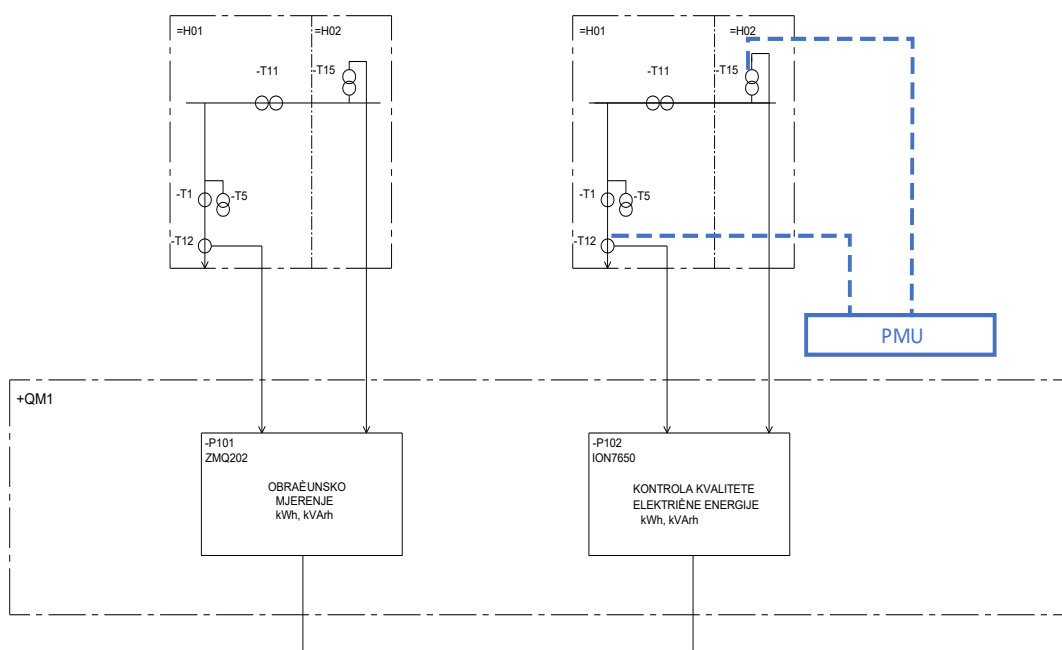 =H01
=H02
-T11
-T15
-T1
-T5
-T12
=H01
=H02
-T11
-T15
-T1
-T5
-T12
PMU
+QM1
-P101
ZMQ202
OBRAÈUNSKO
MJERENJE
kWh, kVArh
-P102
ION7650
KONTROLA KVALITETE
ELEKTRIÈNE ENERGIJE
kWh, kVArh